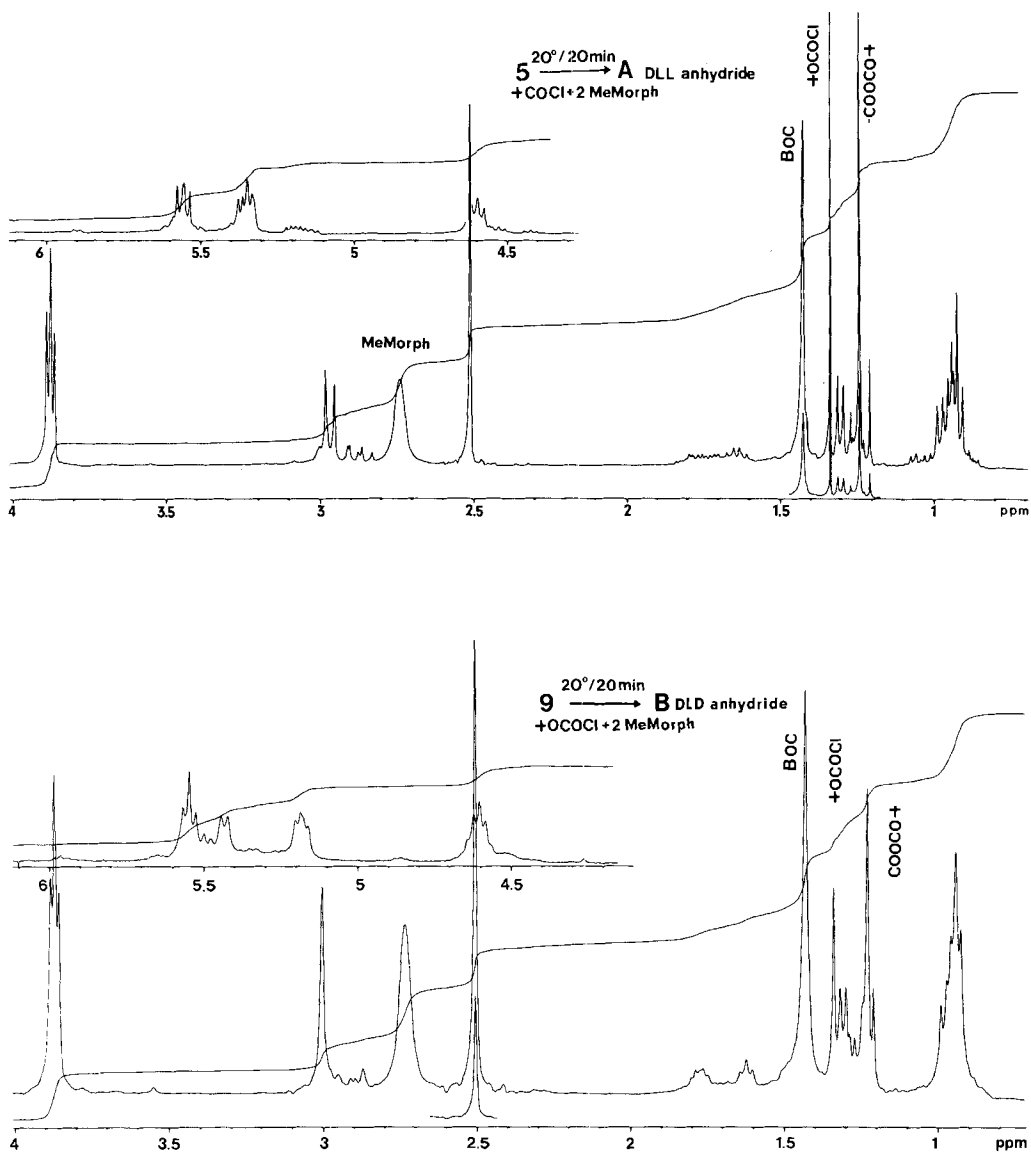 20°/20min
5 ⟶ A DLL anhydride
+COCl+2 MeMorph
BOC
+OCOCl
-COOCO+
6 5.5 5 4.5
MeMorph
4 3.5 3 2.5 2 1.5 1 ppm
20°/20min
9 ⟶ B DLD anhydride
+OCOCl+2 MeMorph
BOC
+OCOCl
COOCO+
6 5.5 5 4.5
4 3.5 3 2.5 2 1.5 1 ppm